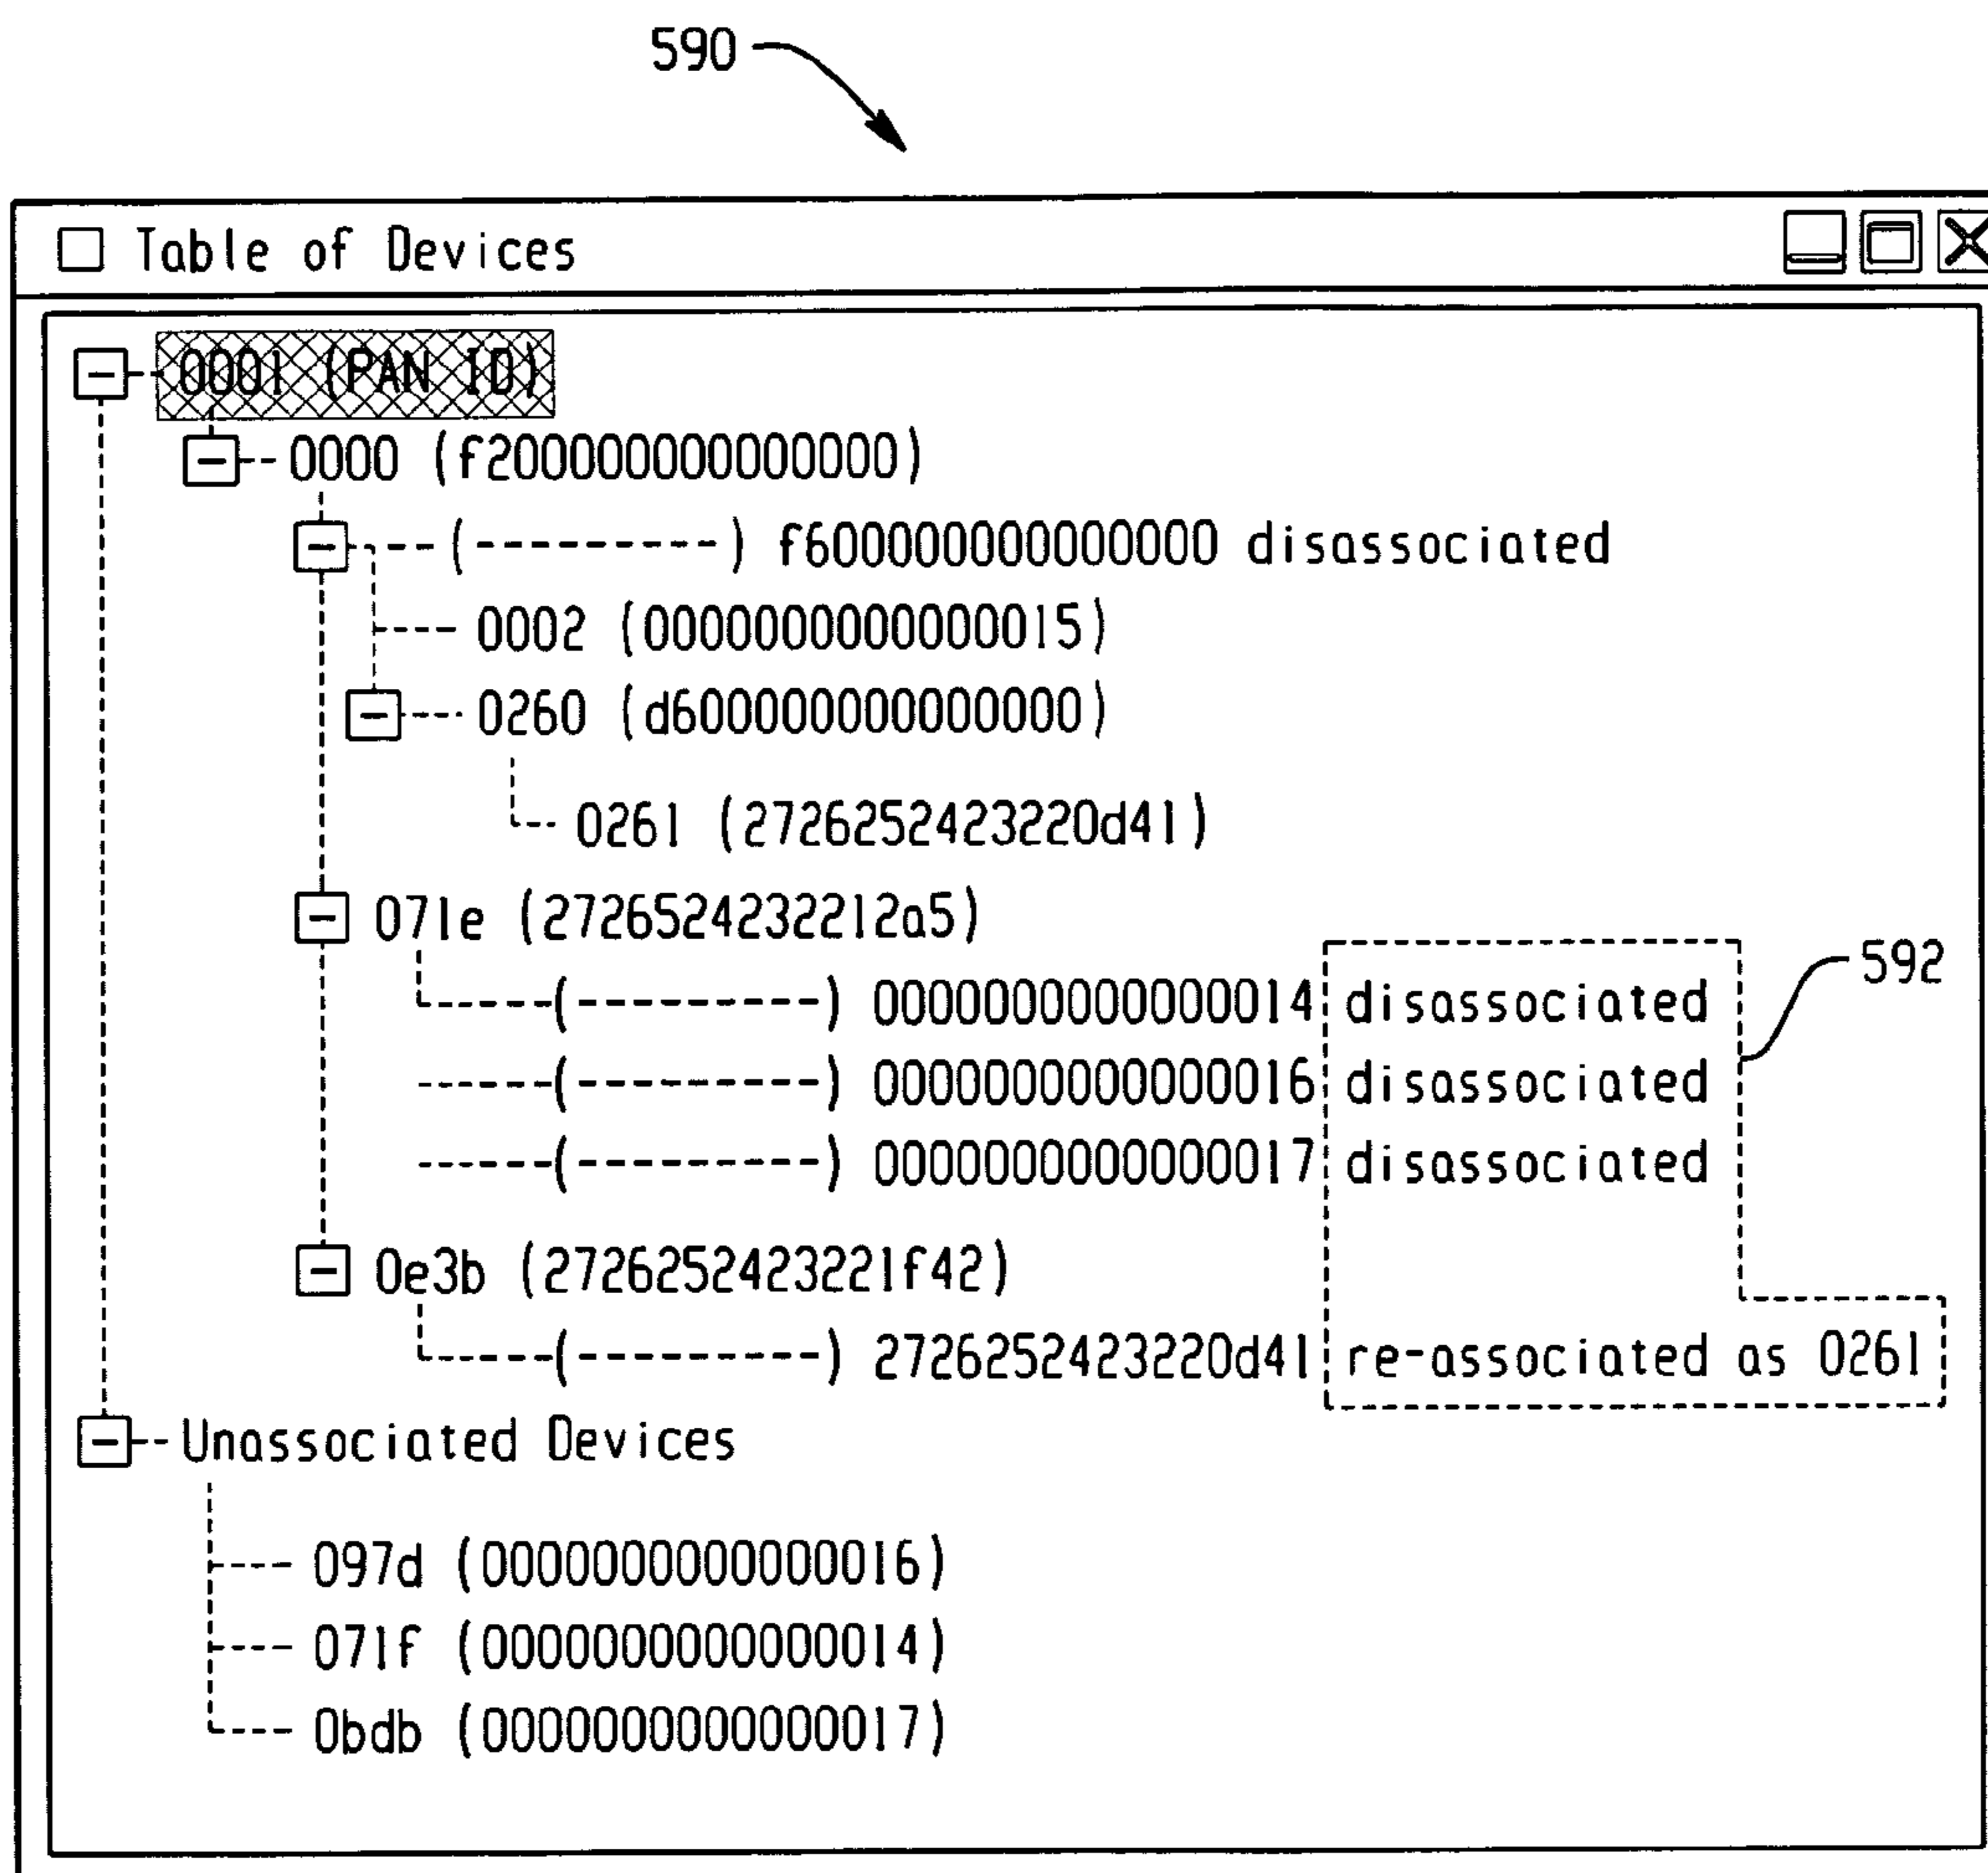 590
Table of Devices
0001 (PAN ID)
0000 (f200000000000000)
(---------) f600000000000000 disassociated
0002 (0000000000000015)
0260 (d600000000000000)
0261 (2726252423220d41)
071e (2726524232212a5)
592
(---------) 0000000000000014 disassociated
(---------) 0000000000000016 disassociated
(---------) 0000000000000017 disassociated
0e3b (2726252423221f42)
(---------) 2726252423220d41 re-associated as 0261
Unassociated Devices
097d (0000000000000016)
071f (0000000000000014)
0bdb (0000000000000017)